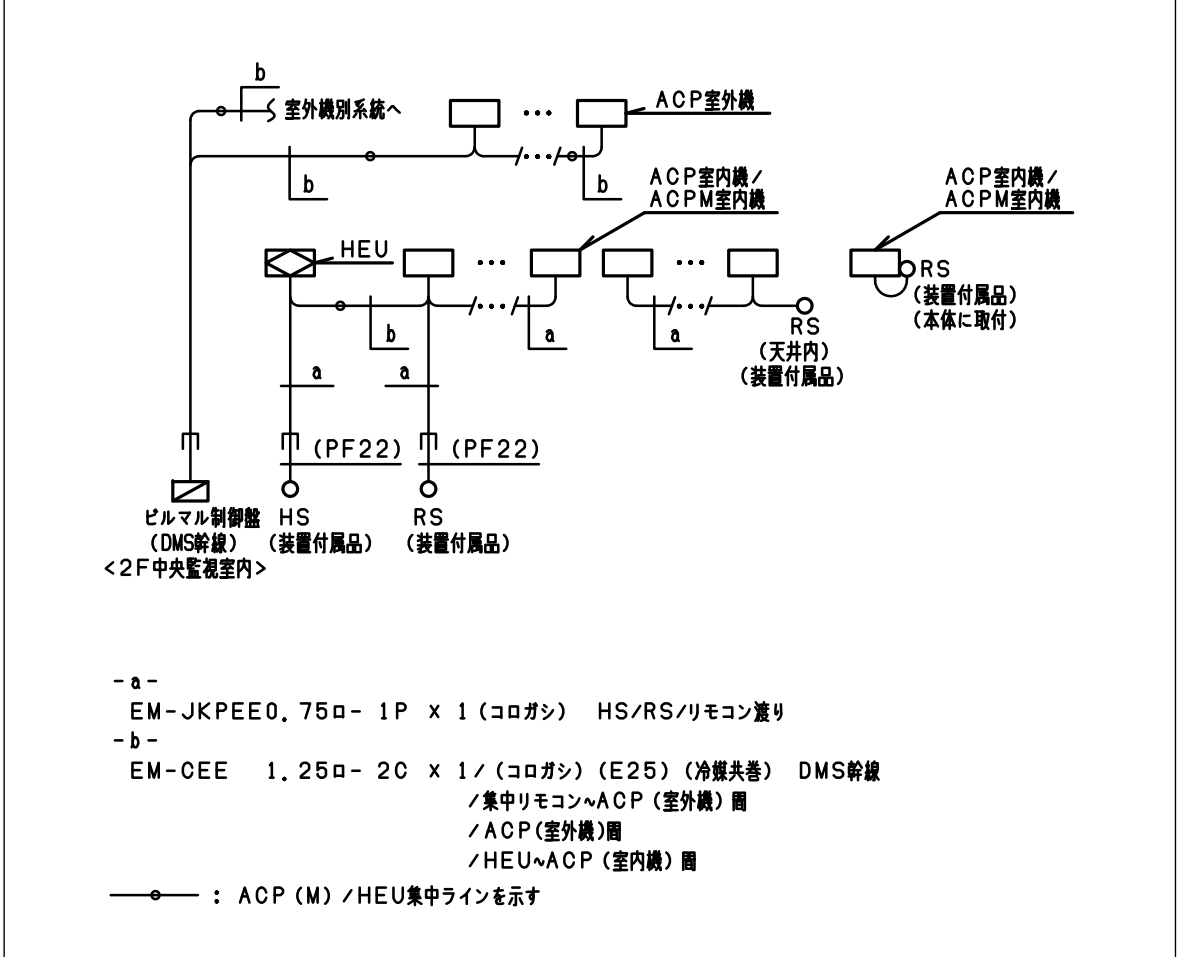 b
室外機別系統へ
ACP室外機
b
b
ACP室内機/
ACPM室内機
ACP室内機/
ACPM室内機
HEU
RS
(装置付属品)
(本体に取付)
b
a
a
RS
(天井内)
(装置付属品)
a
a
(PF22)
(PF22)
ビルマル制御盤
(DMS幹線)
<2F中央監視室内>
HS
(装置付属品)
RS
(装置付属品)
-a-
EM-JKPEE0.75ロ- 1P × 1(コロガシ) HS/RS/リモコン渡り
-b-
EM-CEE 1.25ロ- 2C × 1/(コロガシ)(E25)(冷媒共巻) DMS幹線
/集中リモコン~ACP(室外機)間
/ACP(室外機)間
/HEU~ACP(室内機)間
: ACP(M)/HEU集中ラインを示す